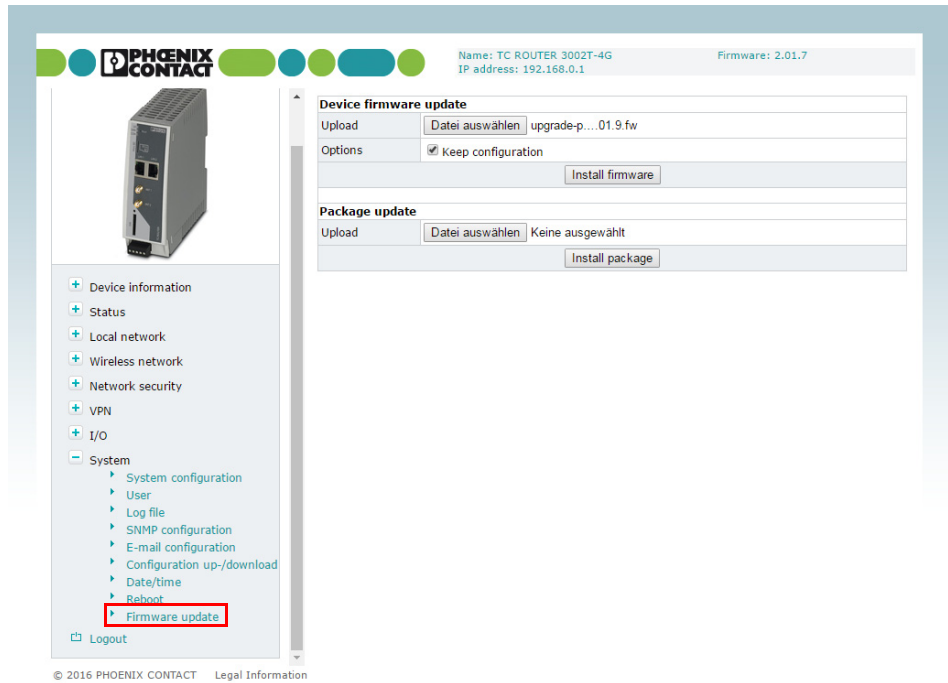 PHŒNIX
CONTACT
Name: TC ROUTER 3002T-4G
Firmware: 2.01.7
IP address: 192.168.0.1
Device firmware update
Upload
Datei auswählen
upgrade-p....01.9.fw
Options
Keep configuration
Install firmware
Package update
Upload
Datei auswählen
Keine ausgewählt
Install package
Device information
Status
Local network
Wireless network
Network security
VPN
I/O
System
System configuration
User
Log file
SNMP configuration
E-mail configuration
Configuration up-/download
Date/time
Reboot
Firmware update
Logout
© 2016 PHOENIX CONTACT
Legal Information